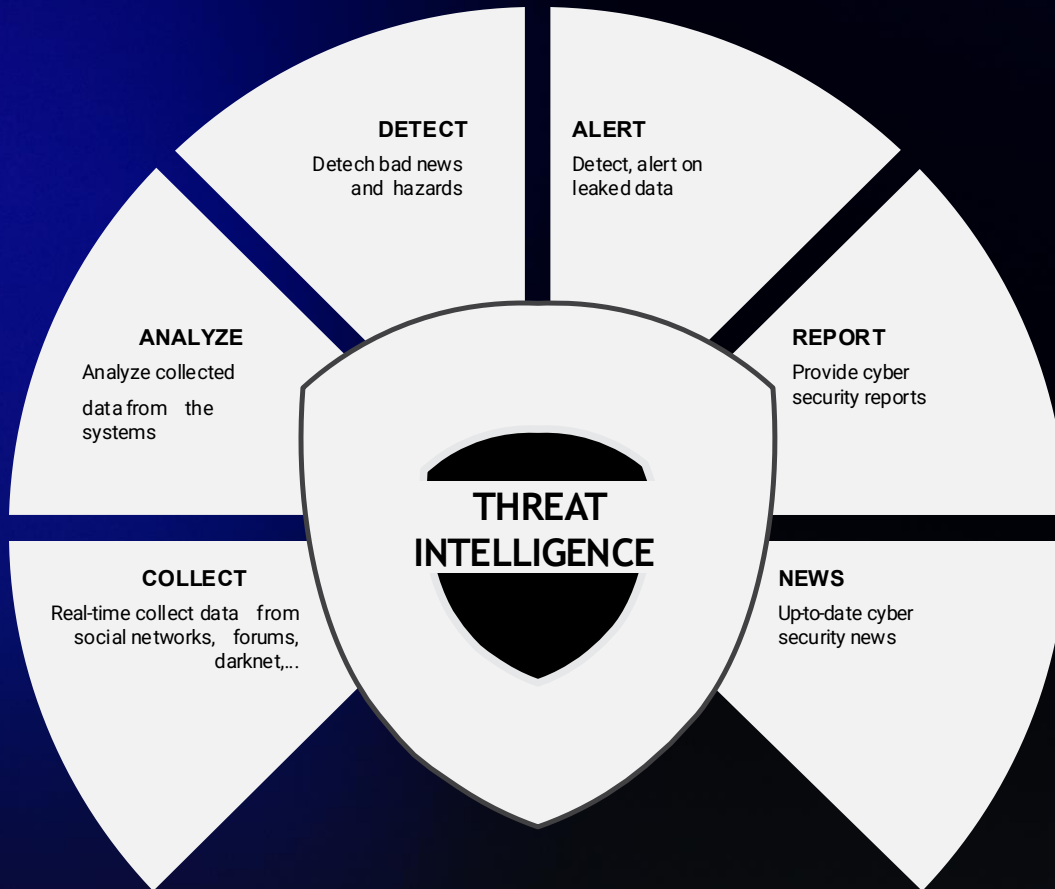 DETECT
Detech bad news
and hazards
ALERT
Detect, alert on
leaked data
ANALYZE
Analyze collected
data from the
systems
REPORT
Provide cyber
security reports
THREAT
INTELLIGENCE
COLLECT
Real-time collect data from
social networks, forums,
darknet,...
NEWS
Up-to-date cyber
security news